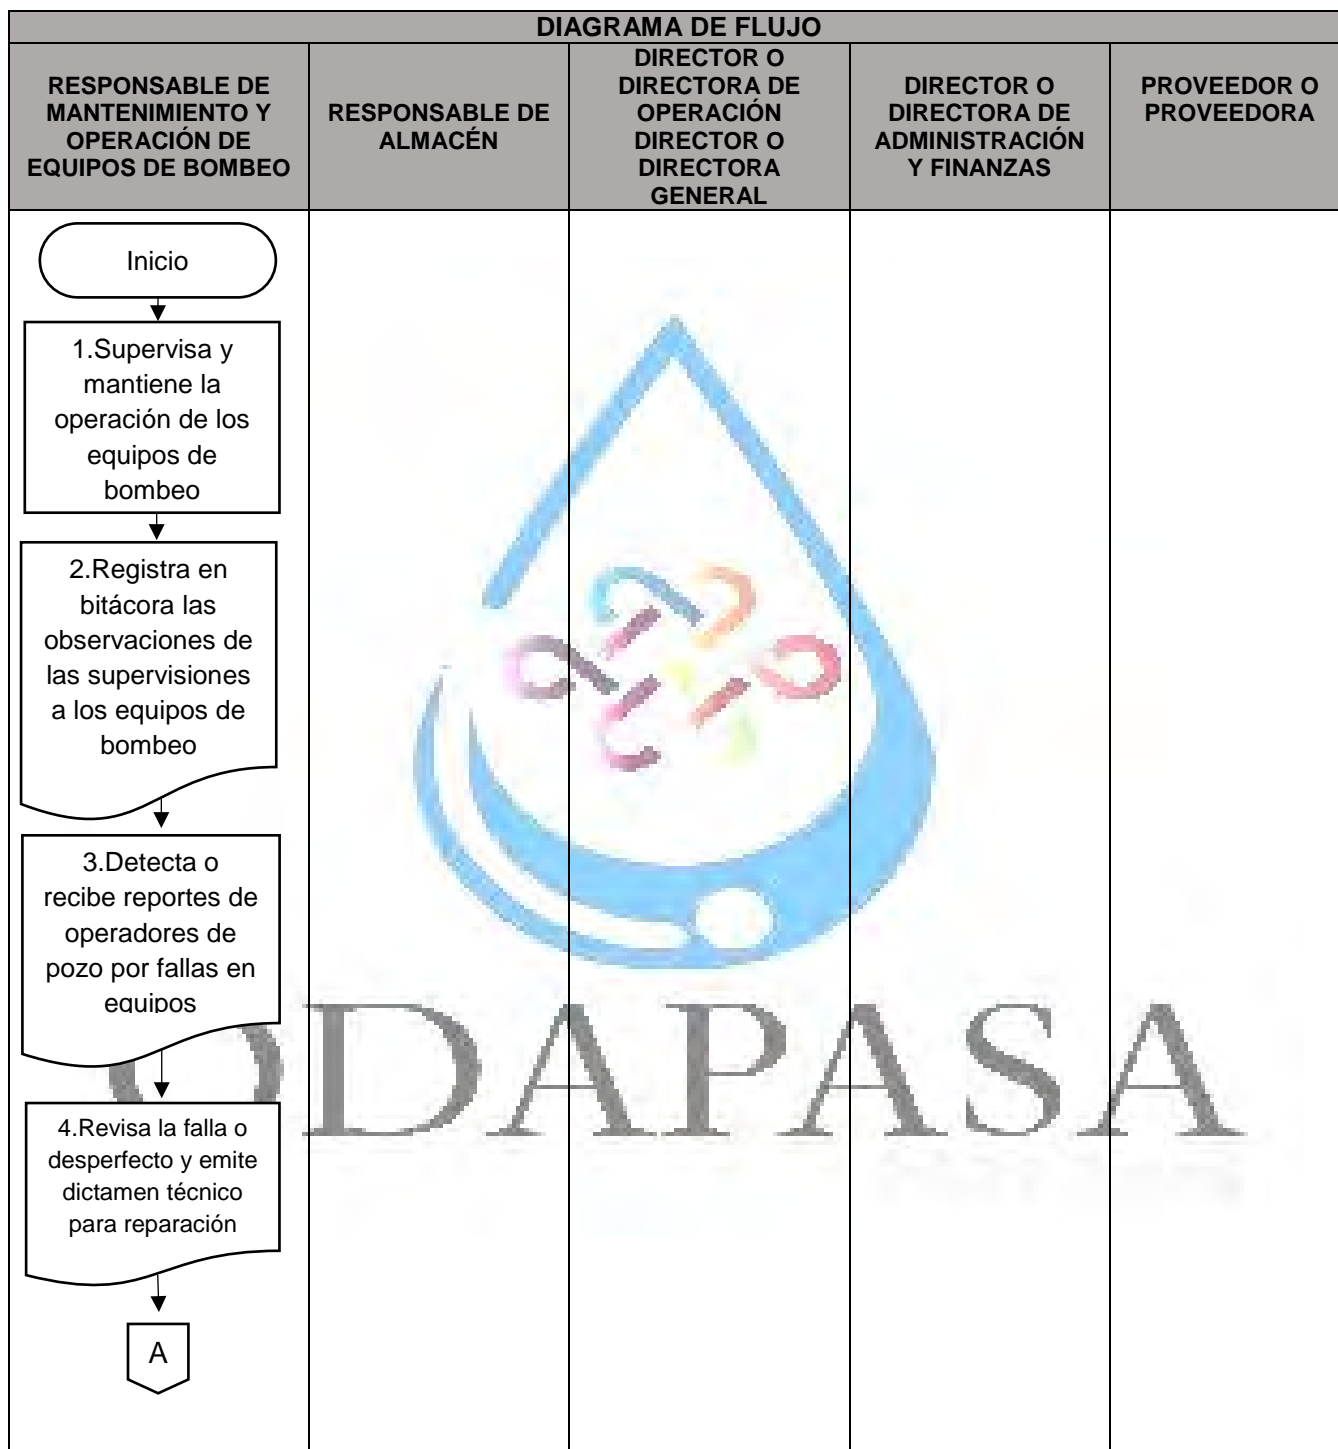 DIAGRAMA DE FLUJO
RESPONSABLE DE
MANTENIMIENTO Y
OPERACIÓN DE
EQUIPOS DE BOMBEO
RESPONSABLE DE
ALMACÉN
DIRECTOR O
DIRECTORA DE
OPERACIÓN
DIRECTOR O
DIRECTORA
GENERAL
DIRECTOR O
DIRECTORA DE
ADMINISTRACIÓN
Y FINANZAS
PROVEEDOR O
PROVEEDORA
Inicio
1.Supervisa y
mantiene la
operación de los
equipos de
bombeo
2.Registra en
bitácora las
observaciones de
las supervisiones
a los equipos de
bombeo
3.Detecta o
recibe reportes de
operadores de
pozo por fallas en
equipos
4.Revisa la falla o
desperfecto y emite
dictamen técnico
para reparación
A
ODAPASA